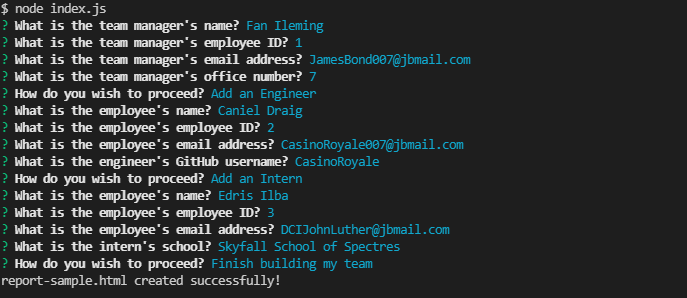 $ node index.js
? What is the team manager's name? Fan Ileming
? What is the team manager's employee ID? 1
? What is the team manager's email address? JamesBond007@jbmail.com
? What is the team manager's office number? 7
? How do you wish to proceed? Add an Engineer
? What is the employee's name? Caniel Draig
? What is the employee's employee ID? 2
? What is the employee's email address? CasinoRoyale007@jbmail.com
? What is the engineer's GitHub username? CasinoRoyale
? How do you wish to proceed? Add an Intern
? What is the employee's name? Edris Ilba
? What is the employee's employee ID? 3
? What is the employee's email address? DCIJohnLuther@jbmail.com
? What is the intern's school? Skyfall School of Spectres
? How do you wish to proceed? Finish building my team
report-sample.html created successfully!